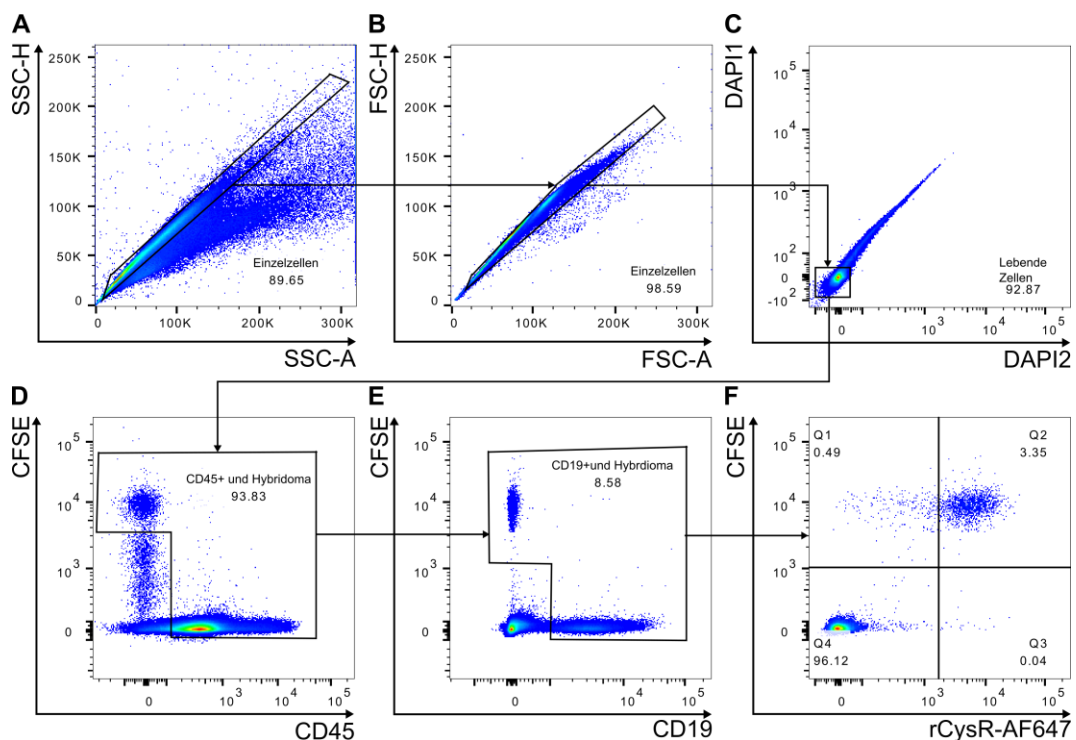 A
SSC-H
250K
200K
150K
100K
50K
0
Einzelzellen
89.65
0 100K 200K 300K
SSC-A
B
FSC-H
250K
200K
150K
100K
50K
0
Einzelzellen
98.59
0 100K 200K 300K
FSC-A
C
DAPI1
10^5
10^4
10^3
10^2
0
-10^2
Lebende
Zellen
92.87
0 10^3 10^4 10^5
DAPI2
D
CFSE
10^5
10^4
10^3
0
CD45+ und Hybridoma
93.83
0 10^3 10^4 10^5
CD45
E
CFSE
10^5
10^4
10^3
0
CD19+und Hybrdioma
8.58
0 10^3 10^4 10^5
CD19
F
CFSE
10^5
10^4
10^3
0
Q1
0.49
Q2
3.35
Q4
96.12
Q3
0.04
0 10^3 10^4 10^5
rCysR-AF647